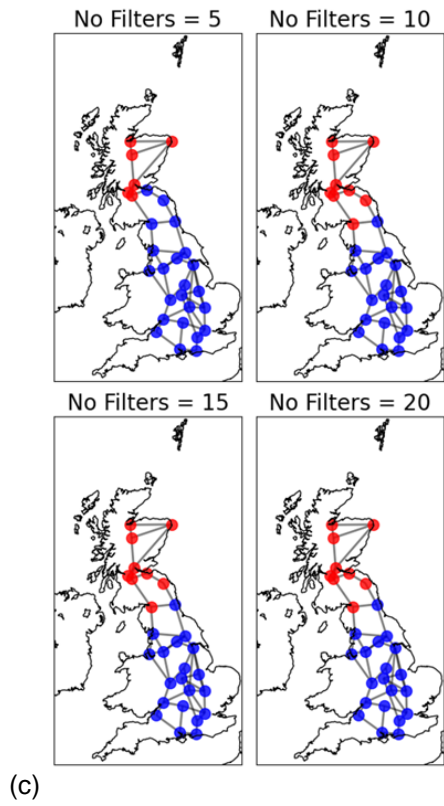 No Filters = 5
No Filters = 10
No Filters = 15
No Filters = 20
(c)